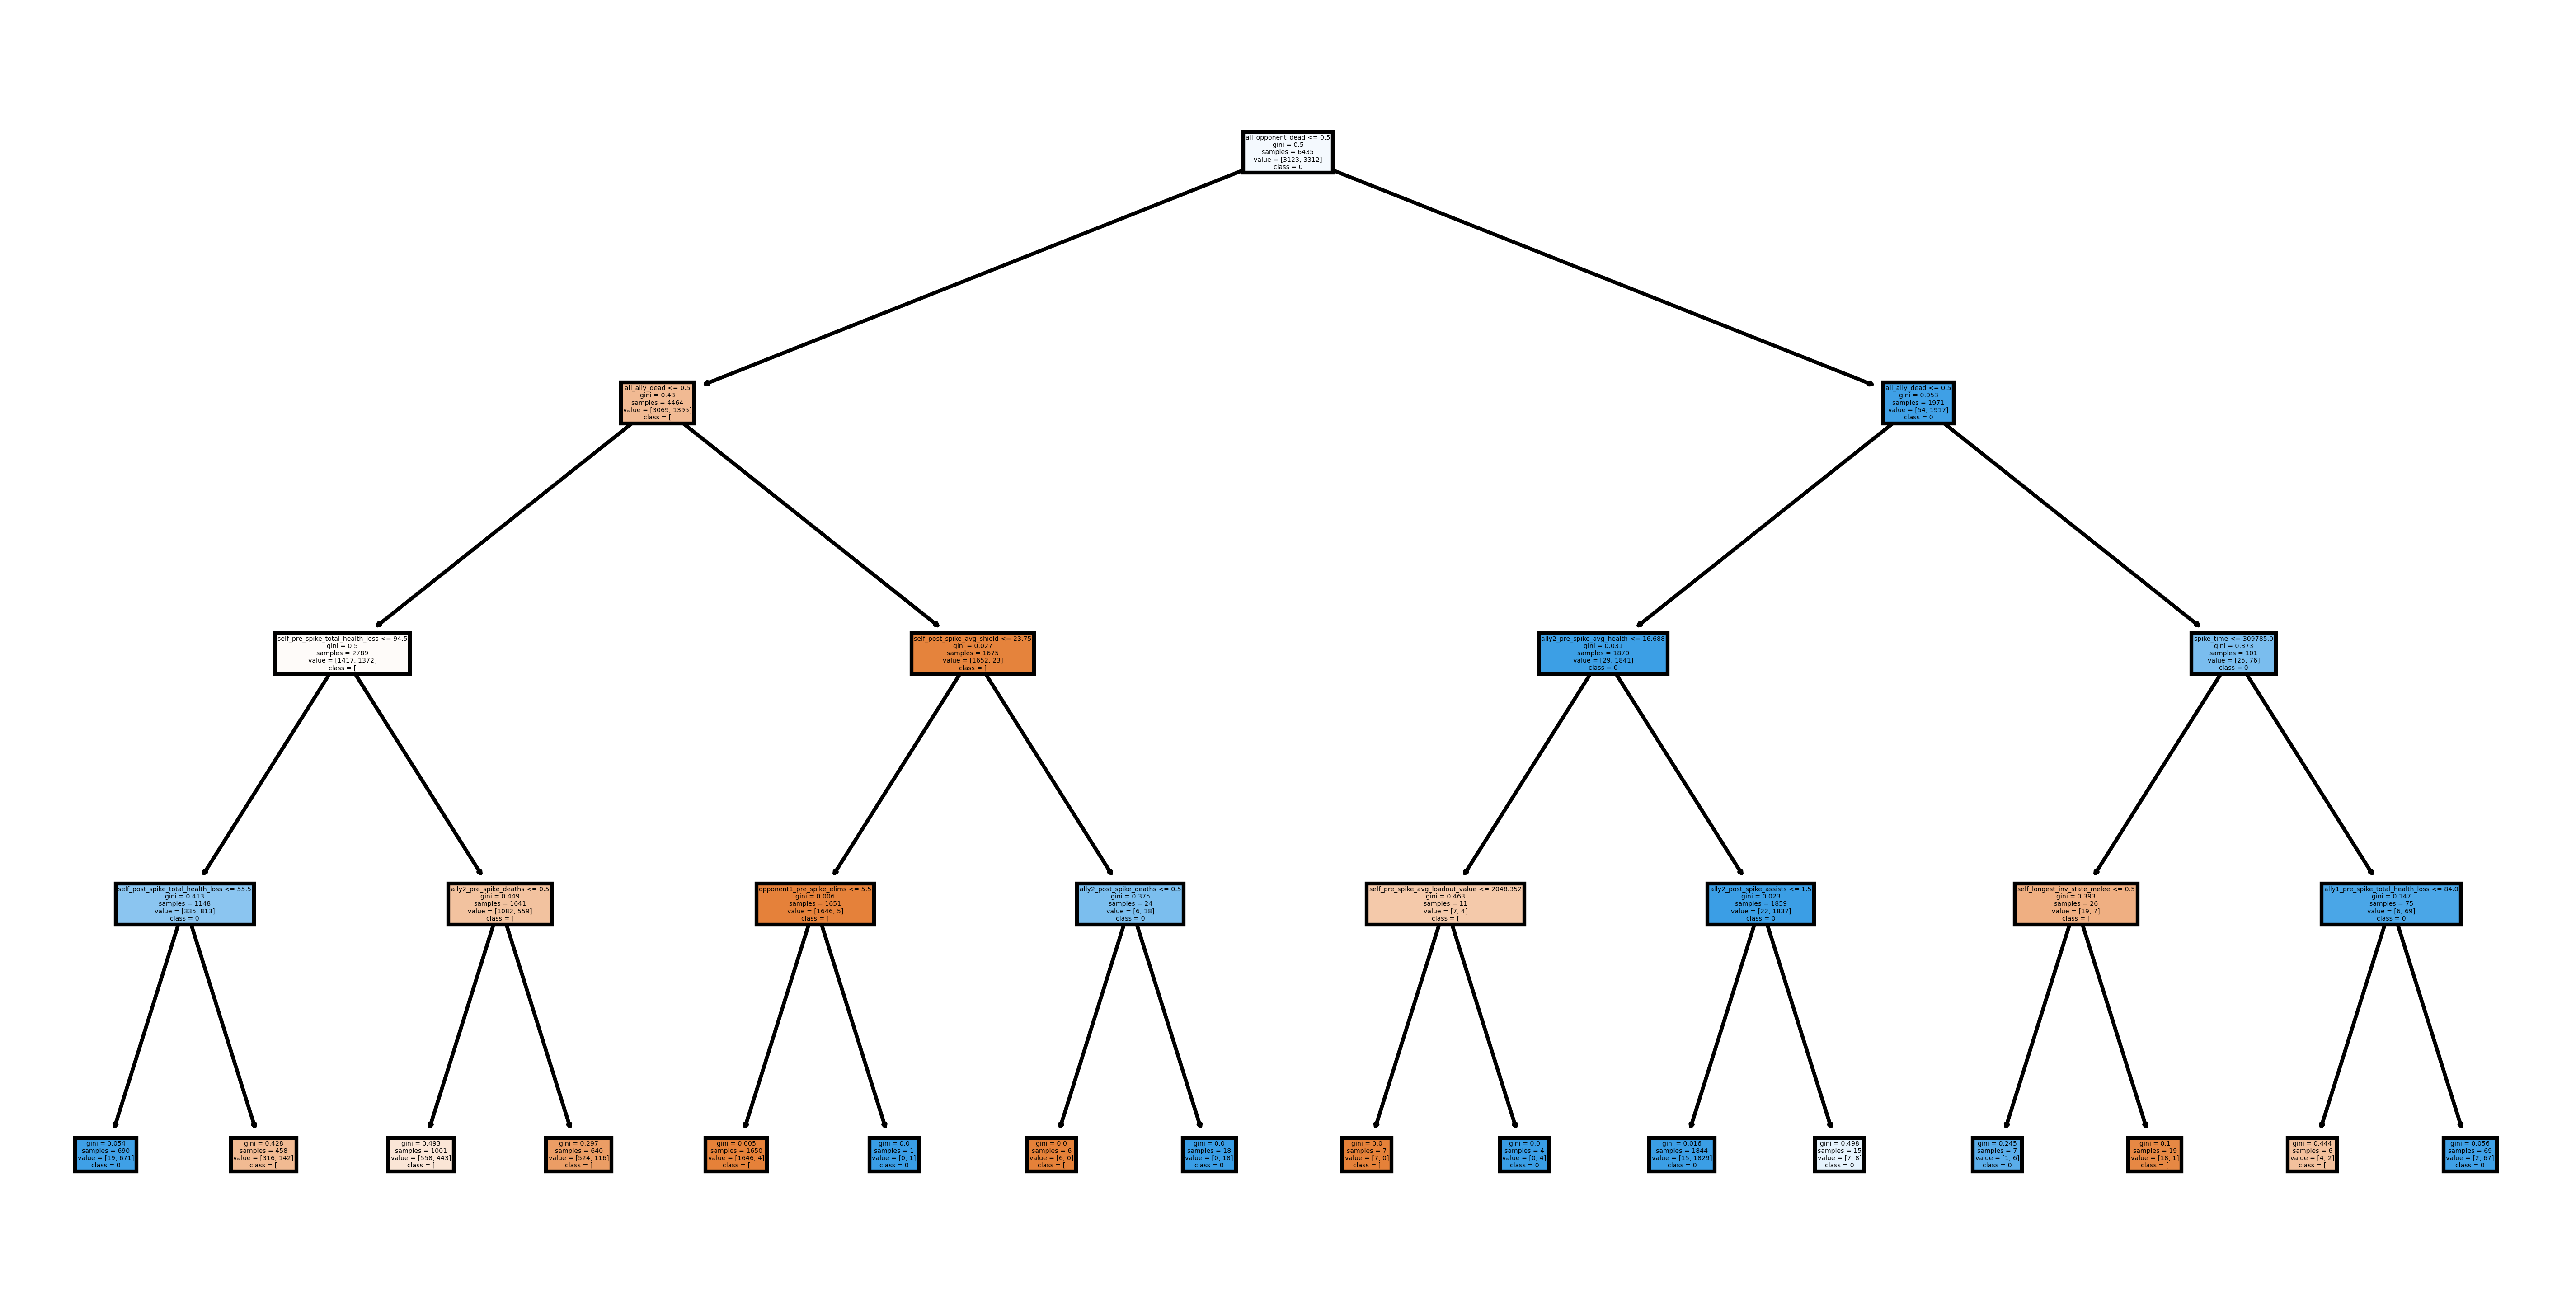 all_opponent_dead <= 0.5
gini = 0.5
samples = 6435
value = [3123, 3312]
class = 0
all_ally_dead <= 0.5
gini = 0.43
samples = 4464
value = [3069, 1395]
class = [
all_ally_dead <= 0.5
gini = 0.053
samples = 1971
value = [54, 1917]
class = 0
self_pre_spike_total_health_loss <= 94.5
gini = 0.5
samples = 2789
value = [1417, 1372]
class = [
self_post_spike_avg_shield <= 23.75
gini = 0.027
samples = 1675
value = [1652, 23]
class = [
ally2_pre_spike_avg_health <= 16.688
gini = 0.031
samples = 1870
value = [29, 1841]
class = 0
spike_time <= 309785.0
gini = 0.373
samples = 101
value = [25, 76]
class = 0
self_post_spike_total_health_loss <= 55.5
gini = 0.413
samples = 1148
value = [335, 813]
class = 0
ally2_pre_spike_deaths <= 0.5
gini = 0.449
samples = 1641
value = [1082, 559]
class = [
opponent1_pre_spike_elims <= 5.5
gini = 0.006
samples = 1651
value = [1646, 5]
class = [
ally2_post_spike_deaths <= 0.5
gini = 0.375
samples = 24
value = [6, 18]
class = 0
self_pre_spike_avg_loadout_value <= 2048.352
gini = 0.463
samples = 11
value = [7, 4]
class = [
ally2_post_spike_assists <= 1.5
gini = 0.023
samples = 1859
value = [22, 1837]
class = 0
self_longest_inv_state_melee <= 0.5
gini = 0.393
samples = 26
value = [19, 7]
class = [
ally1_pre_spike_total_health_loss <= 84.0
gini = 0.147
samples = 75
value = [6, 69]
class = 0
gini = 0.054
samples = 690
value = [19, 671]
class = 0
gini = 0.428
samples = 458
value = [316, 142]
class = [
gini = 0.493
samples = 1001
value = [558, 443]
class = [
gini = 0.297
samples = 640
value = [524, 116]
class = [
gini = 0.005
samples = 1650
value = [1646, 4]
class = [
gini = 0.0
samples = 1
value = [0, 1]
class = 0
gini = 0.0
samples = 6
value = [6, 0]
class = [
gini = 0.0
samples = 18
value = [0, 18]
class = 0
gini = 0.0
samples = 7
value = [7, 0]
class = [
gini = 0.0
samples = 4
value = [0, 4]
class = 0
gini = 0.016
samples = 1844
value = [15, 1829]
class = 0
gini = 0.498
samples = 15
value = [7, 8]
class = 0
gini = 0.245
samples = 7
value = [1, 6]
class = 0
gini = 0.1
samples = 19
value = [18, 1]
class = [
gini = 0.444
samples = 6
value = [4, 2]
class = [
gini = 0.056
samples = 69
value = [2, 67]
class = 0